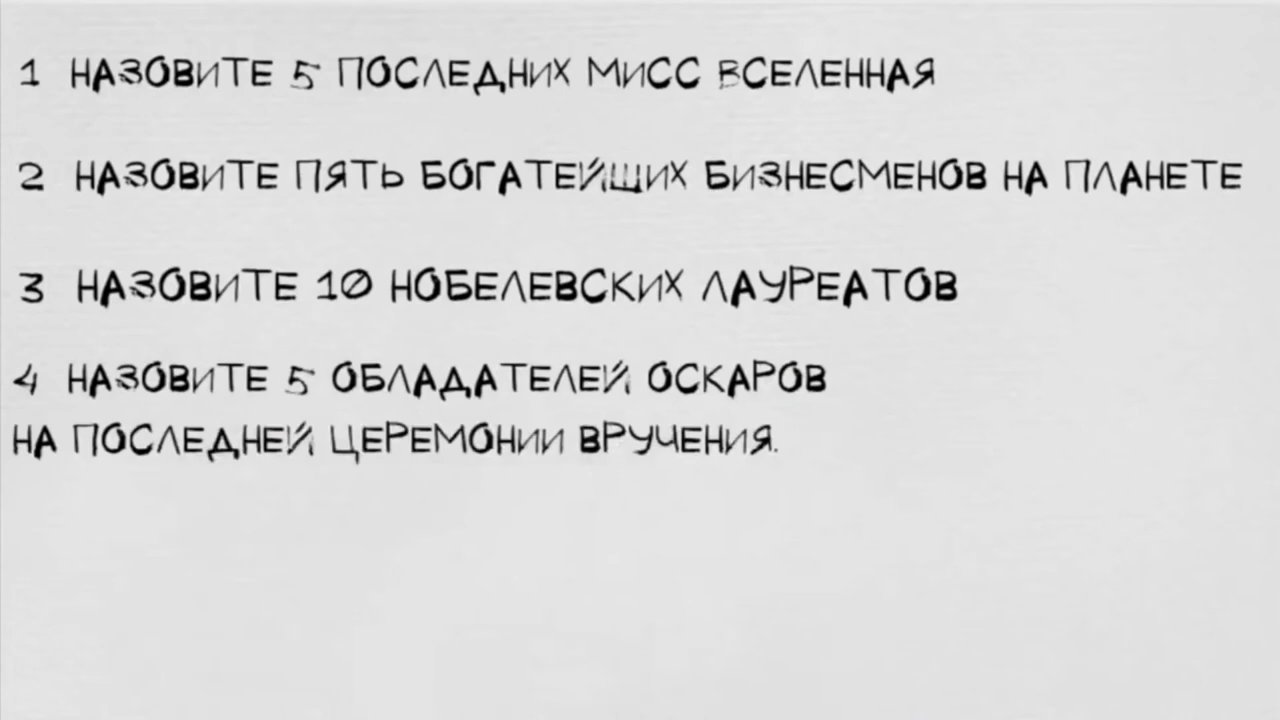 1 НАЗОВИТЕ 5 ПОСЛЕДНИХ МИСС ВСЕЛЕННАЯ
2 НАЗОВИТЕ ПЯТЬ БОГАТЕЙШИХ БИЗНЕСМЕНОВ НА ПЛАНЕТЕ
3 НАЗОВИТЕ 10 НОБЕЛЕВСКИХ ЛАУРЕАТОВ
4 НАЗОВИТЕ 5 ОБЛАДАТЕЛЕЙ ОСКАРОВ
НА ПОСЛЕДНЕЙ ЦЕРЕМОНИИ ВРУЧЕНИЯ.